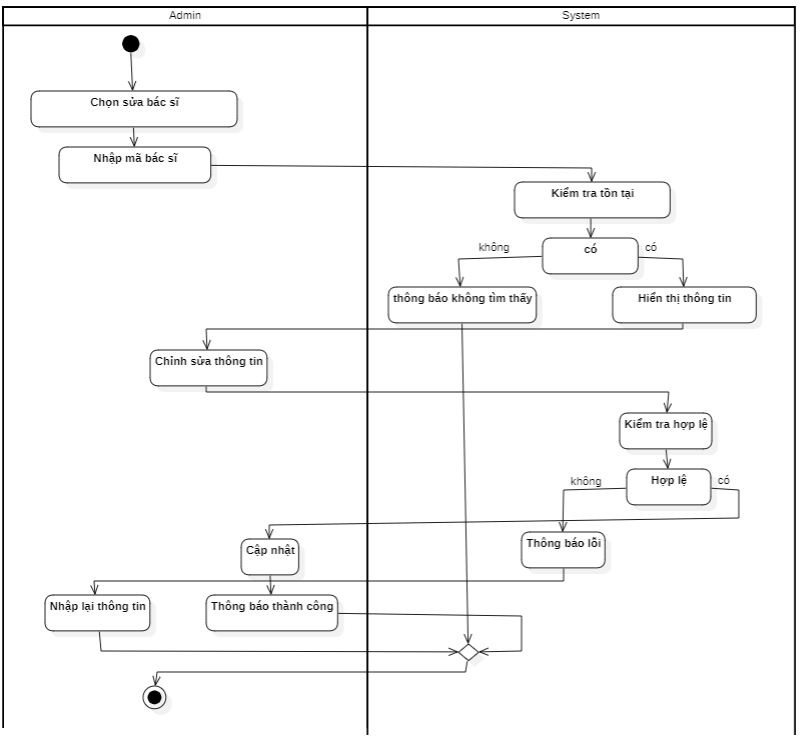 Admin
System
Chọn sửa bác sĩ
Nhập mã bác sĩ
Kiểm tra tồn tại
không
có
có
thông báo không tìm thấy
Hiển thị thông tin
Chỉnh sửa thông tin
Kiểm tra hợp lệ
không
Hợp lệ
có
Thông báo lỗi
Cập nhật
Nhập lại thông tin
Thông báo thành công